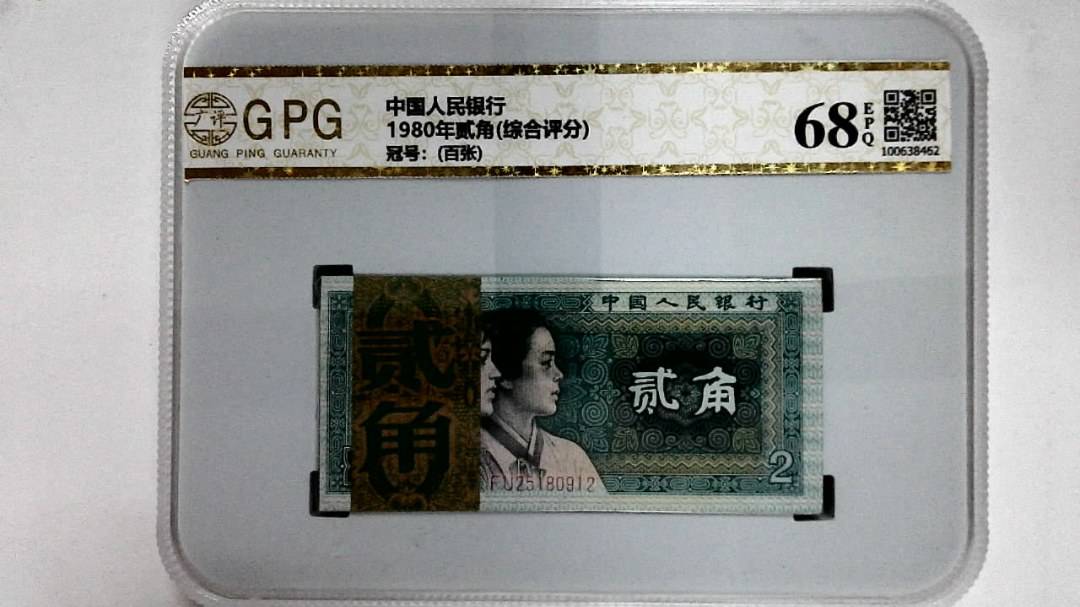 广评
GPG
GUANG PING GUARANTY
中国人民银行
1980年贰角(综合评分)
冠号：(百张)
68
EPQ
100638462
中国人民银行
贰角
贰角
FJ25180912
2